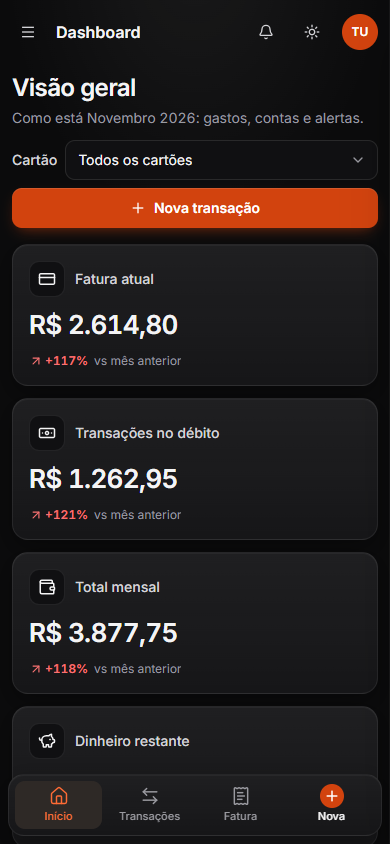 Dashboard
TU
Visão geral
Como está Novembro 2026: gastos, contas e alertas.
Cartão
Todos os cartões
Nova transação
Fatura atual
R$ 2.614,80
+117% vs mês anterior
Transações no débito
R$ 1.262,95
+121% vs mês anterior
Total mensal
R$ 3.877,75
+118% vs mês anterior
Dinheiro restante
Início
Transações
Fatura
Nova